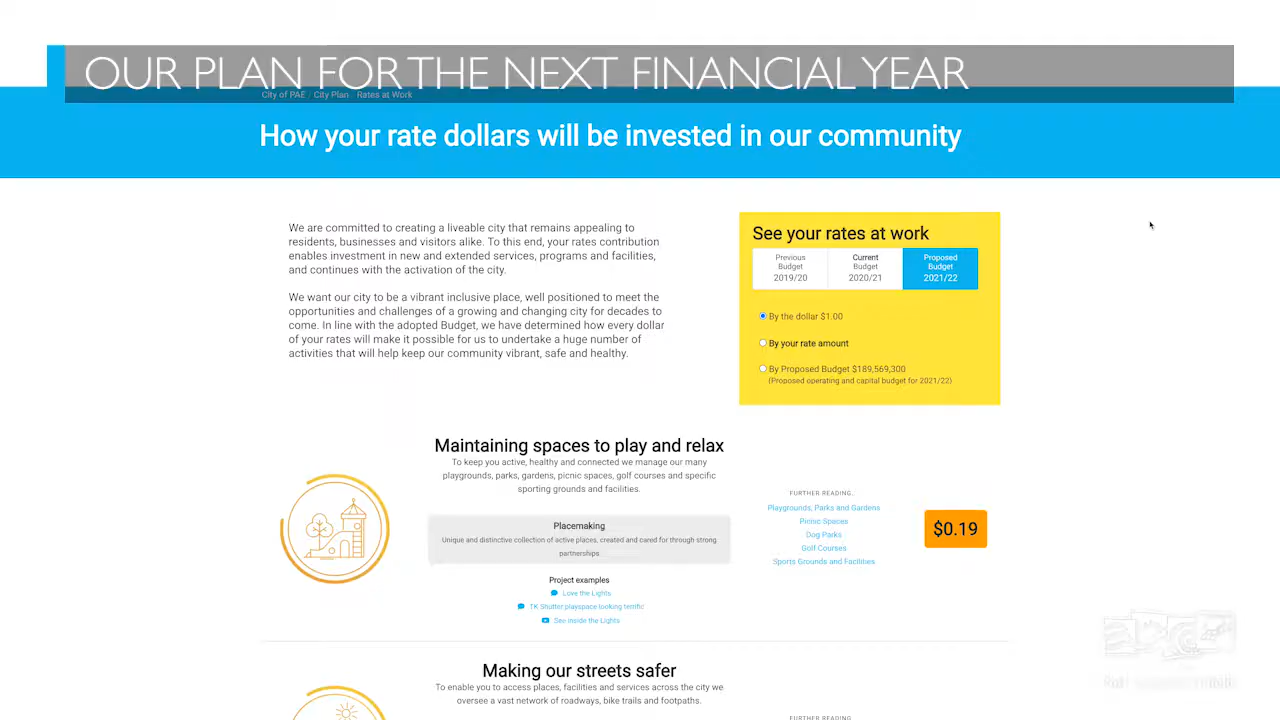 OUR PLAN FOR THE NEXT FINANCIAL YEAR
City of PAE / City Plan / Rates at Work
How your rate dollars will be invested in our community
We are committed to creating a liveable city that remains appealing to
residents, businesses and visitors alike. To this end, your rates contribution
enables investment in new and extended services, programs and facilities,
and continues with the activation of the city.
We want our city to be a vibrant inclusive place, well positioned to meet the
opportunities and challenges of a growing and changing city for decades to
come. In line with the adopted Budget, we have determined how every dollar
of your rates will make it possible for us to undertake a huge number of
activities that will help keep our community vibrant, safe and healthy.
See your rates at work
Previous Budget 2019/20
Current Budget 2020/21
Proposed Budget 2021/22
By the dollar $1.00
By your rate amount
By Proposed Budget $189,569,300
(Proposed operating and capital budget for 2021/22)
Maintaining spaces to play and relax
To keep you active, healthy and connected we manage our many
playgrounds, parks, gardens, picnic spaces, golf courses and specific
sporting grounds and facilities.
Placemaking
Unique and distinctive collection of active places, created and cared for through strong
partnerships
Project examples
Love the Lights
TK Shutter playspace looking terrific
See inside the Lights
FURTHER READING:
Playgrounds, Parks and Gardens
Picnic Spaces
Dog Parks
Golf Courses
Sports Grounds and Facilities
$0.19
Making our streets safer
To enable you to access places, facilities and services across the city we
oversee a vast network of roadways, bike trails and footpaths.
FURTHER READING: